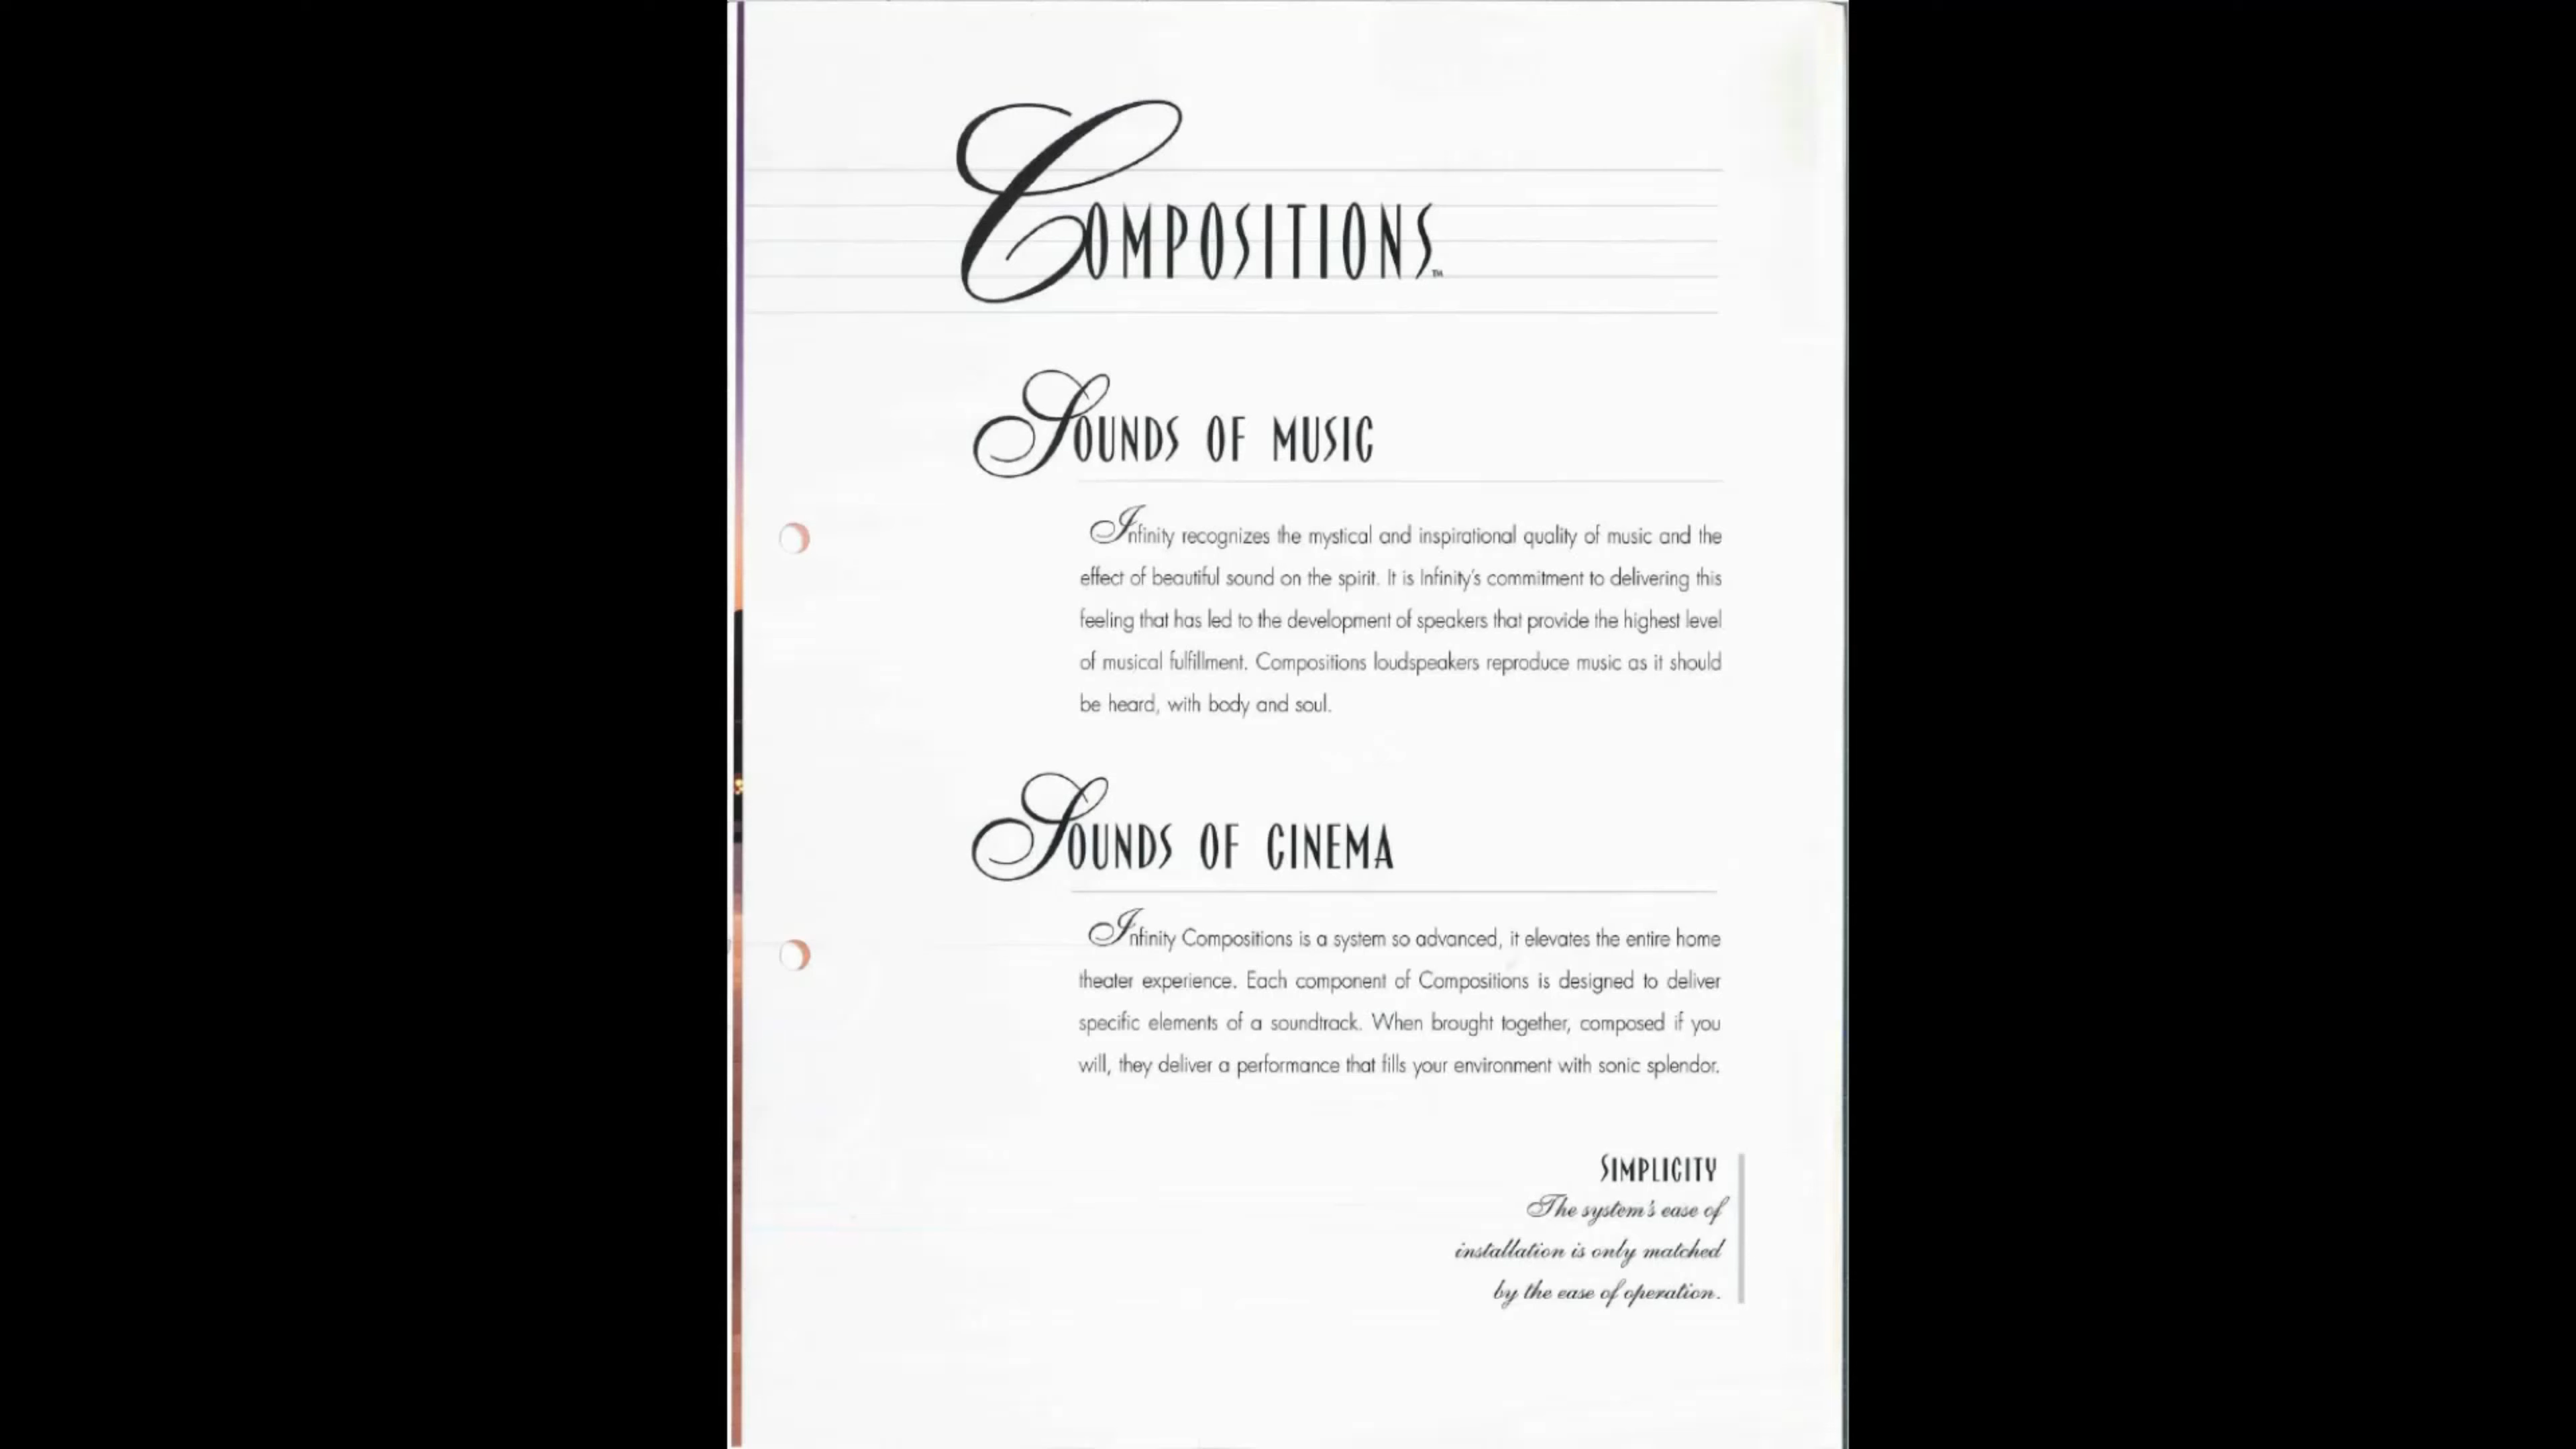 COMPOSITIONS™
SOUNDS OF MUSIC
Infinity recognizes the mystical and inspirational quality of music and the
effect of beautiful sound on the spirit. It is Infinity's commitment to delivering this
feeling that has led to the development of speakers that provide the highest level
of musical fulfillment. Compositions loudspeakers reproduce music as it should
be heard, with body and soul.
SOUNDS OF CINEMA
Infinity Compositions is a system so advanced, it elevates the entire home
theater experience. Each component of Compositions is designed to deliver
specific elements of a soundtrack. When brought together, composed if you
will, they deliver a performance that fills your environment with sonic splendor.
SIMPLICITY
The system's ease of
installation is only matched
by the ease of operation.